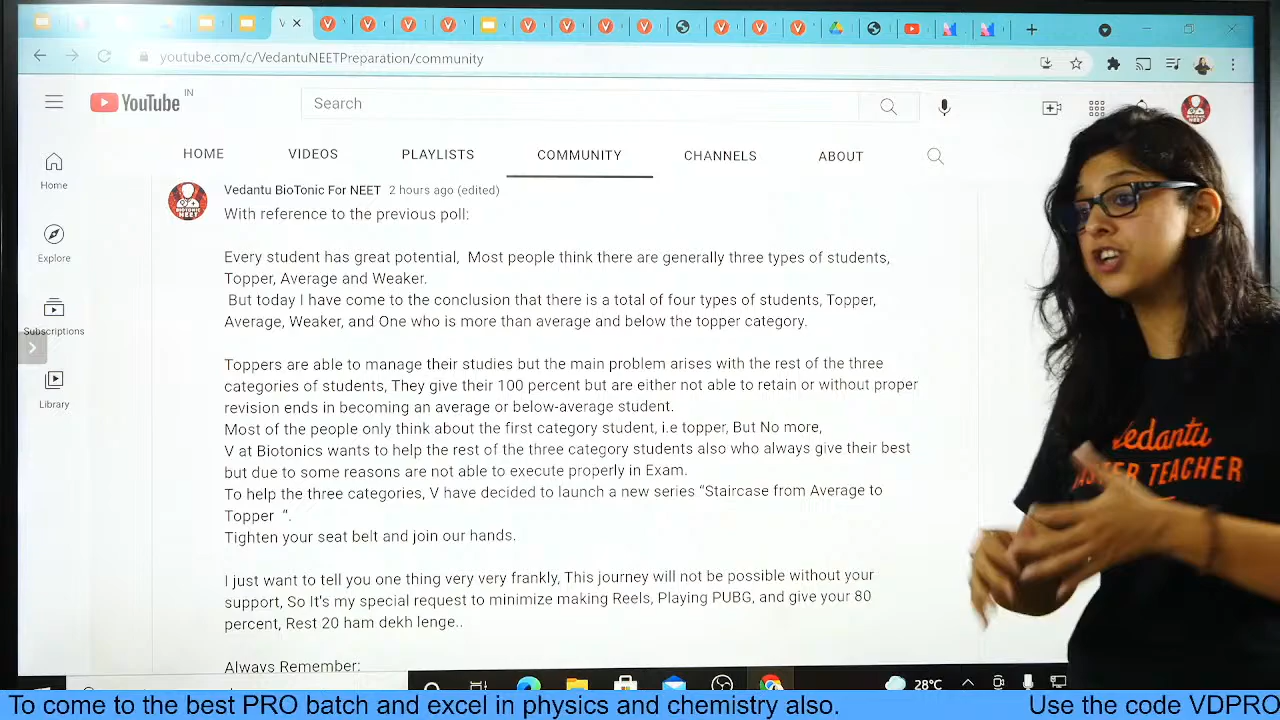 youtube.com/c/VedantuNEETPreparation/community
YouTube IN
Search
HOME VIDEOS PLAYLISTS COMMUNITY CHANNELS ABOUT
Home
Explore
Subscriptions
Library
Vedantu BioTonic For NEET 2 hours ago (edited)
With reference to the previous poll:
Every student has great potential, Most people think there are generally three types of students,
Topper, Average and Weaker.
But today I have come to the conclusion that there is a total of four types of students, Topper,
Average, Weaker, and One who is more than average and below the topper category.
Toppers are able to manage their studies but the main problem arises with the rest of the three
categories of students, They give their 100 percent but are either not able to retain or without proper
revision ends in becoming an average or below-average student.
Most of the people only think about the first category student, i.e topper, But No more,
V at Biotonics wants to help the rest of the three category students also who always give their best
but due to some reasons are not able to execute properly in Exam.
To help the three categories, V have decided to launch a new series “Staircase from Average to
Topper “.
Tighten your seat belt and join our hands.
I just want to tell you one thing very very frankly, This journey will not be possible without your
support, So It's my special request to minimize making Reels, Playing PUBG, and give your 80
percent, Rest 20 ham dekh lenge..
Always Remember:
vedantu
TEACHER
28°C
To come to the best PRO batch and excel in physics and chemistry also. Use the code VDPRO